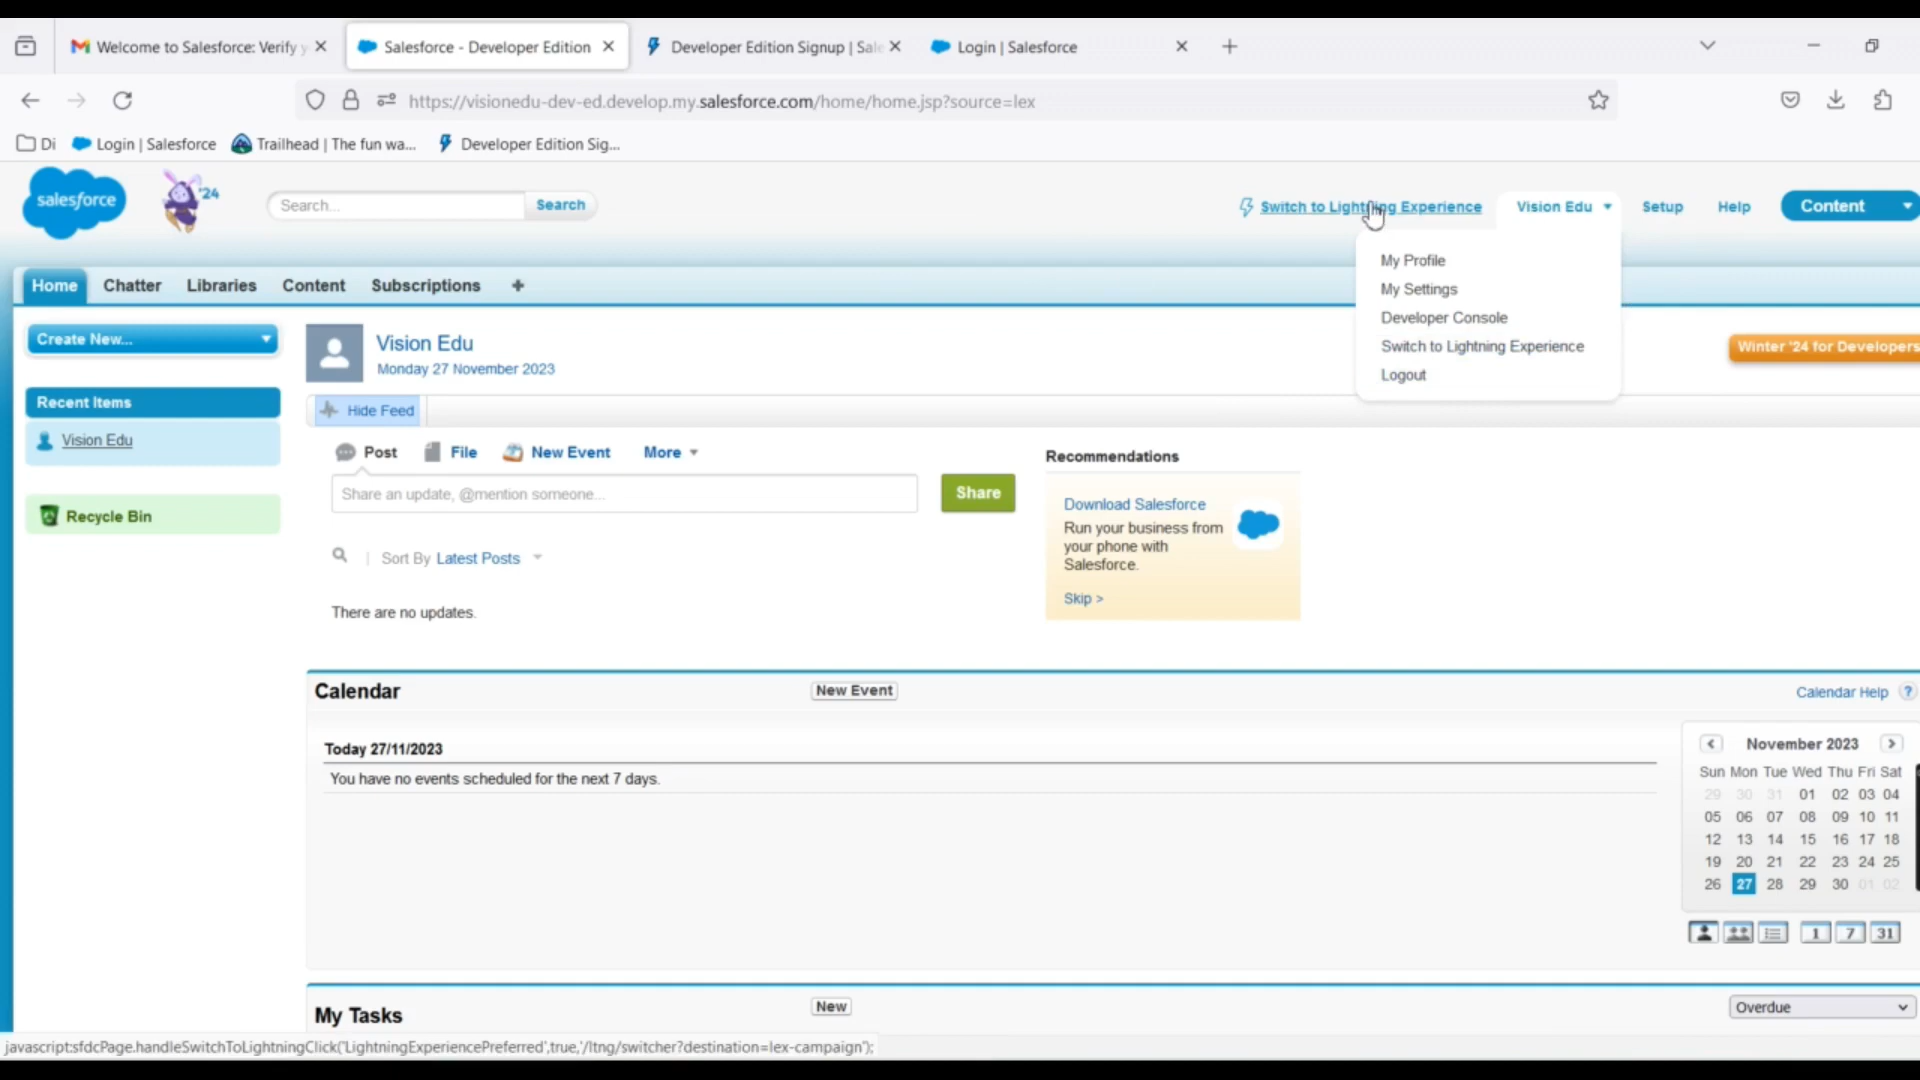 Welcome to Salesforce: Verify y
Salesforce - Developer Edition
Developer Edition Signup | Sale
Login | Salesforce
https://visionedu-dev-ed.develop.my.salesforce.com/home/home.jsp?source=lex
Di
Login | Salesforce
Trailhead | The fun wa...
Developer Edition Sig...
salesforce
'24
Search...
Search
Switch to Lightning Experience
Vision Edu
Setup
Help
Content
My Profile
My Settings
Developer Console
Switch to Lightning Experience
Logout
Home
Chatter
Libraries
Content
Subscriptions
+
Create New...
Recent Items
Vision Edu
Recycle Bin
Vision Edu
Monday 27 November 2023
Winter '24 for Developers
Hide Feed
Post
File
New Event
More
Share an update, @mention someone...
Share
Sort By Latest Posts
There are no updates.
Recommendations
Download Salesforce
Run your business from
your phone with
Salesforce.
Skip >
Calendar
New Event
Calendar Help ?
Today 27/11/2023
You have no events scheduled for the next 7 days.
November 2023
Sun Mon Tue Wed Thu Fri Sat
29 30 31 01 02 03 04
05 06 07 08 09 10 11
12 13 14 15 16 17 18
19 20 21 22 23 24 25
26 27 28 29 30 01 02
1 7 31
My Tasks
New
Overdue
javascript:sfdcPage.handleSwitchToLightningClick('LightningExperiencePreferred',true,'/ltng/switcher?destination=lex-campaign');